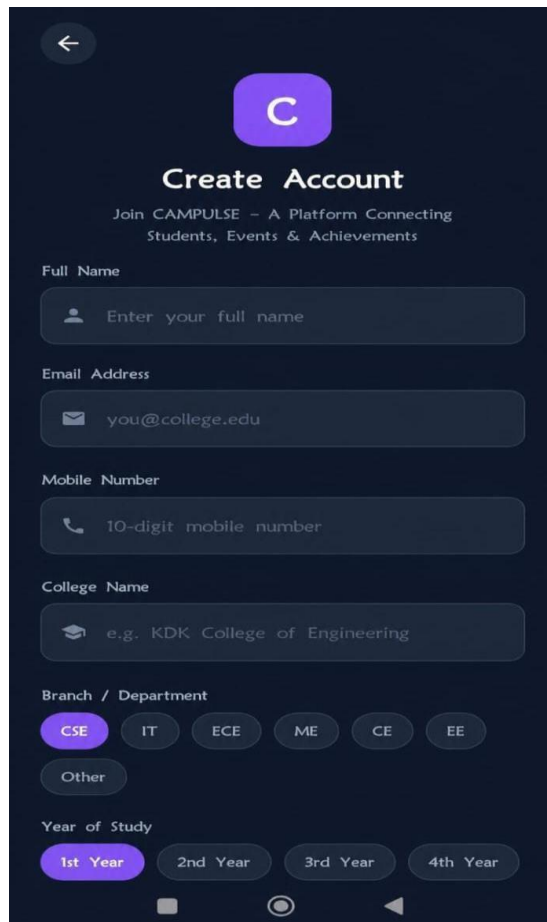 C
Create Account
Join CAMPULSE – A Platform Connecting
Students, Events & Achievements
Full Name
Enter your full name
Email Address
you@college.edu
Mobile Number
10-digit mobile number
College Name
e.g. KDK College of Engineering
Branch / Department
CSE IT ECE ME CE EE
Other
Year of Study
1st Year 2nd Year 3rd Year 4th Year